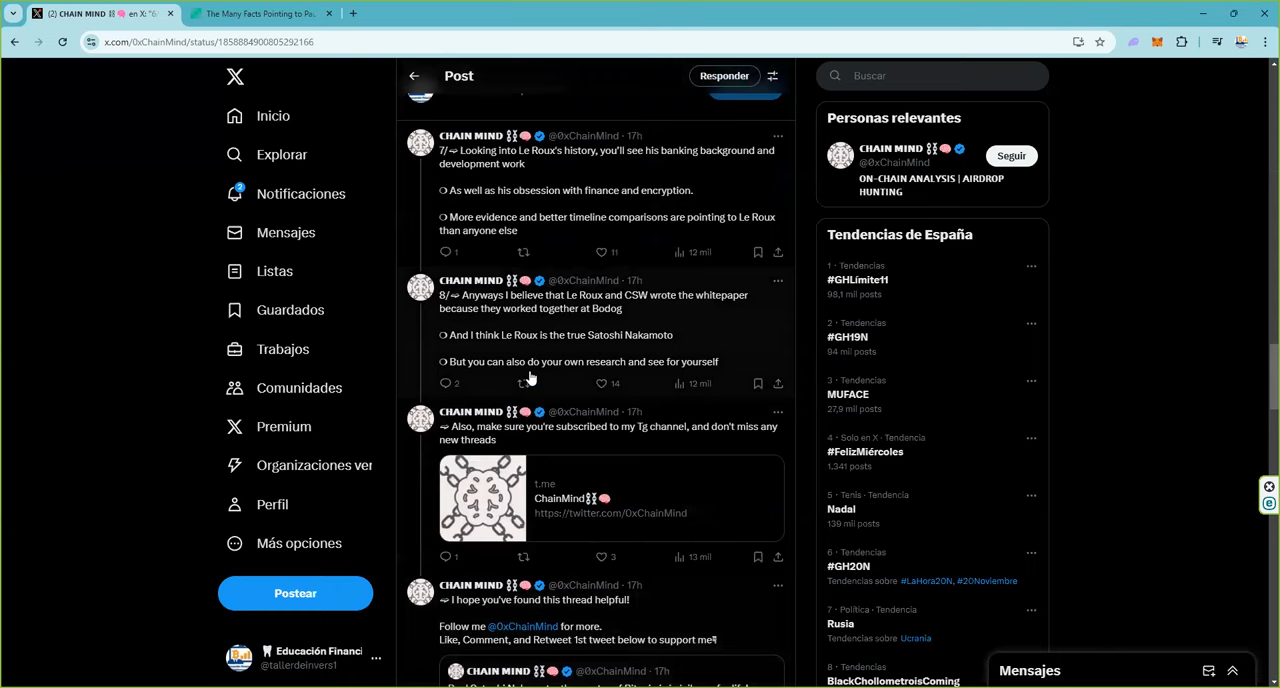 (2) CHAIN MIND en X: "6
The Many Facts Pointing to Pau
x.com/0xChainMind/status/1858884900805292166
Inicio
Explorar
2
Notificaciones
Mensajes
Listas
Guardados
Trabajos
Comunidades
Premium
Organizaciones ver
Perfil
Más opciones
Postear
Educación Financi
@tallerdeinvers1
Post
Responder
CHAIN MIND @0xChainMind · 17h
7/ Looking into Le Roux's history, you'll see his banking background and
development work
❍ As well as his obsession with finance and encryption.
❍ More evidence and better timeline comparisons are pointing to Le Roux
than anyone else
1 11 12 mil
CHAIN MIND @0xChainMind · 17h
8/ Anyways I believe that Le Roux and CSW wrote the whitepaper
because they worked together at Bodog
❍ And I think Le Roux is the true Satoshi Nakamoto
❍ But you can also do your own research and see for yourself
2 14 12 mil
CHAIN MIND @0xChainMind · 17h
Also, make sure you're subscribed to my Tg channel, and don't miss any
new threads
t.me
ChainMind
https://twitter.com/0xChainMind
1 3 13 mil
CHAIN MIND @0xChainMind · 17h
I hope you've found this thread helpful!
Follow me @0xChainMind for more.
Like, Comment, and Retweet 1st tweet below to support me
CHAIN MIND @0xChainMind · 17h
Buscar
Personas relevantes
CHAIN MIND
@0xChainMind
Seguir
ON-CHAIN ANALYSIS | AIRDROP
HUNTING
Tendencias de España
1 · Tendencias
#GHLímite11
98,1 mil posts
2 · Tendencias
#GH19N
94 mil posts
3 · Tendencias
MUFACE
27,9 mil posts
4 · Solo en X · Tendencia
#FelizMiércoles
1.341 posts
5 · Tenis · Tendencia
Nadal
139 mil posts
6 · Tendencias
#GH20N
Tendencias sobre #LaHora20N, #20Noviembre
7 · Política · Tendencia
Rusia
Tendencias sobre Ucrania
8 · Tendencias
BlackChollometroisComing
Mensajes